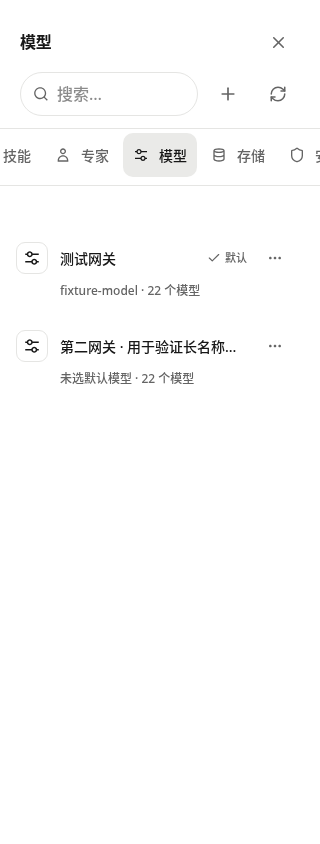 模型
搜索...
技能 专家 模型 存储
测试网关 默认
fixture-model · 22 个模型
第二网关 · 用于验证长名称...
未选默认模型 · 22 个模型